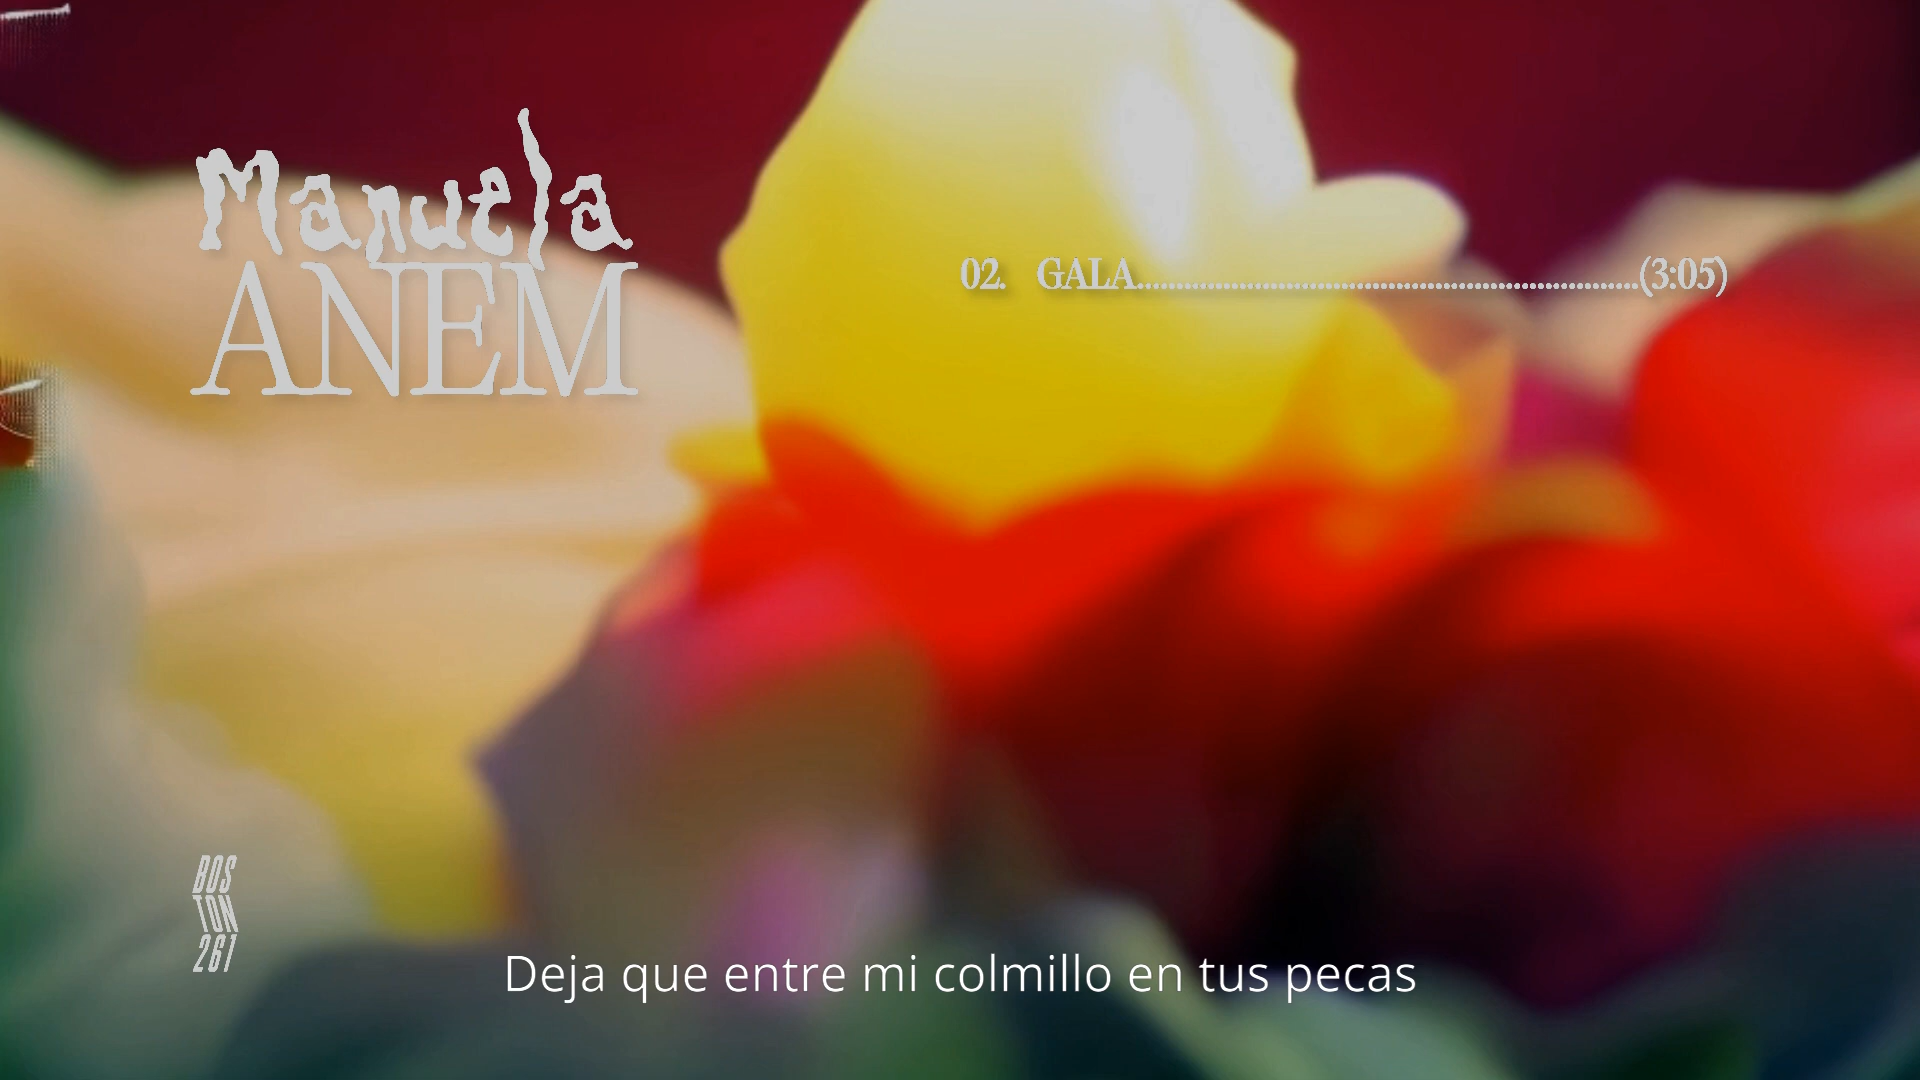 Manuela
ANEM
02. GALA..........................................................................(3:05)
BOS
TON
261
Deja que entre mi colmillo en tus pecas